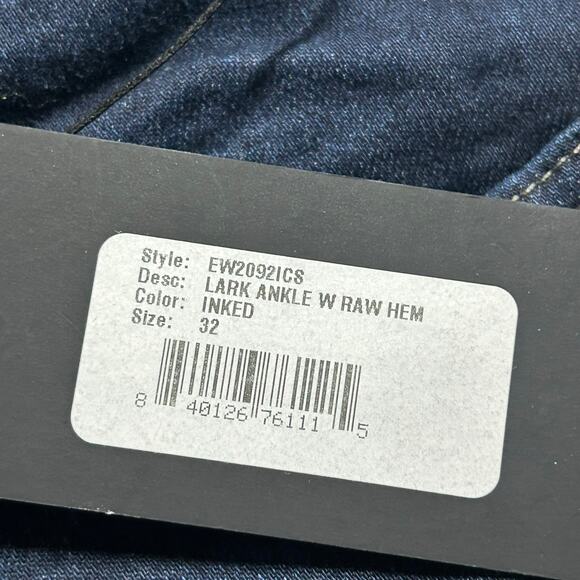 Style: EW2092ICS
Desc: LARK ANKLE W RAW HEM
Color: INKED
Size: 32
8 40126 76111 5